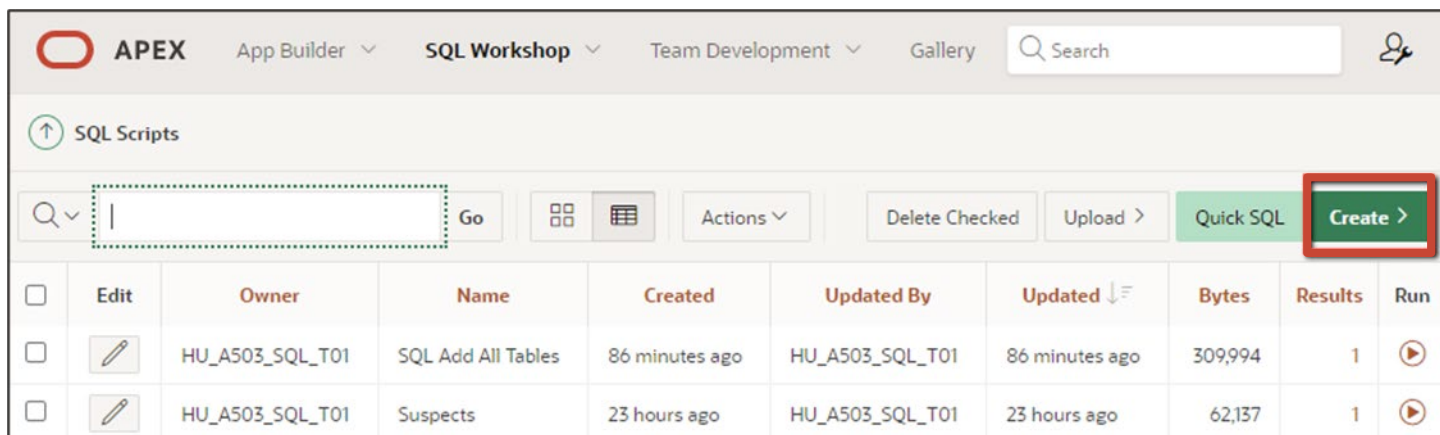 APEX App Builder SQL Workshop Team Development Gallery Search
SQL Scripts
Go Actions Delete Checked Upload > Quick SQL Create >
Edit Owner Name Created Updated By Updated Bytes Results Run
HU_A503_SQL_T01 SQL Add All Tables 86 minutes ago HU_A503_SQL_T01 86 minutes ago 309,994 1
HU_A503_SQL_T01 Suspects 23 hours ago HU_A503_SQL_T01 23 hours ago 62,137 1